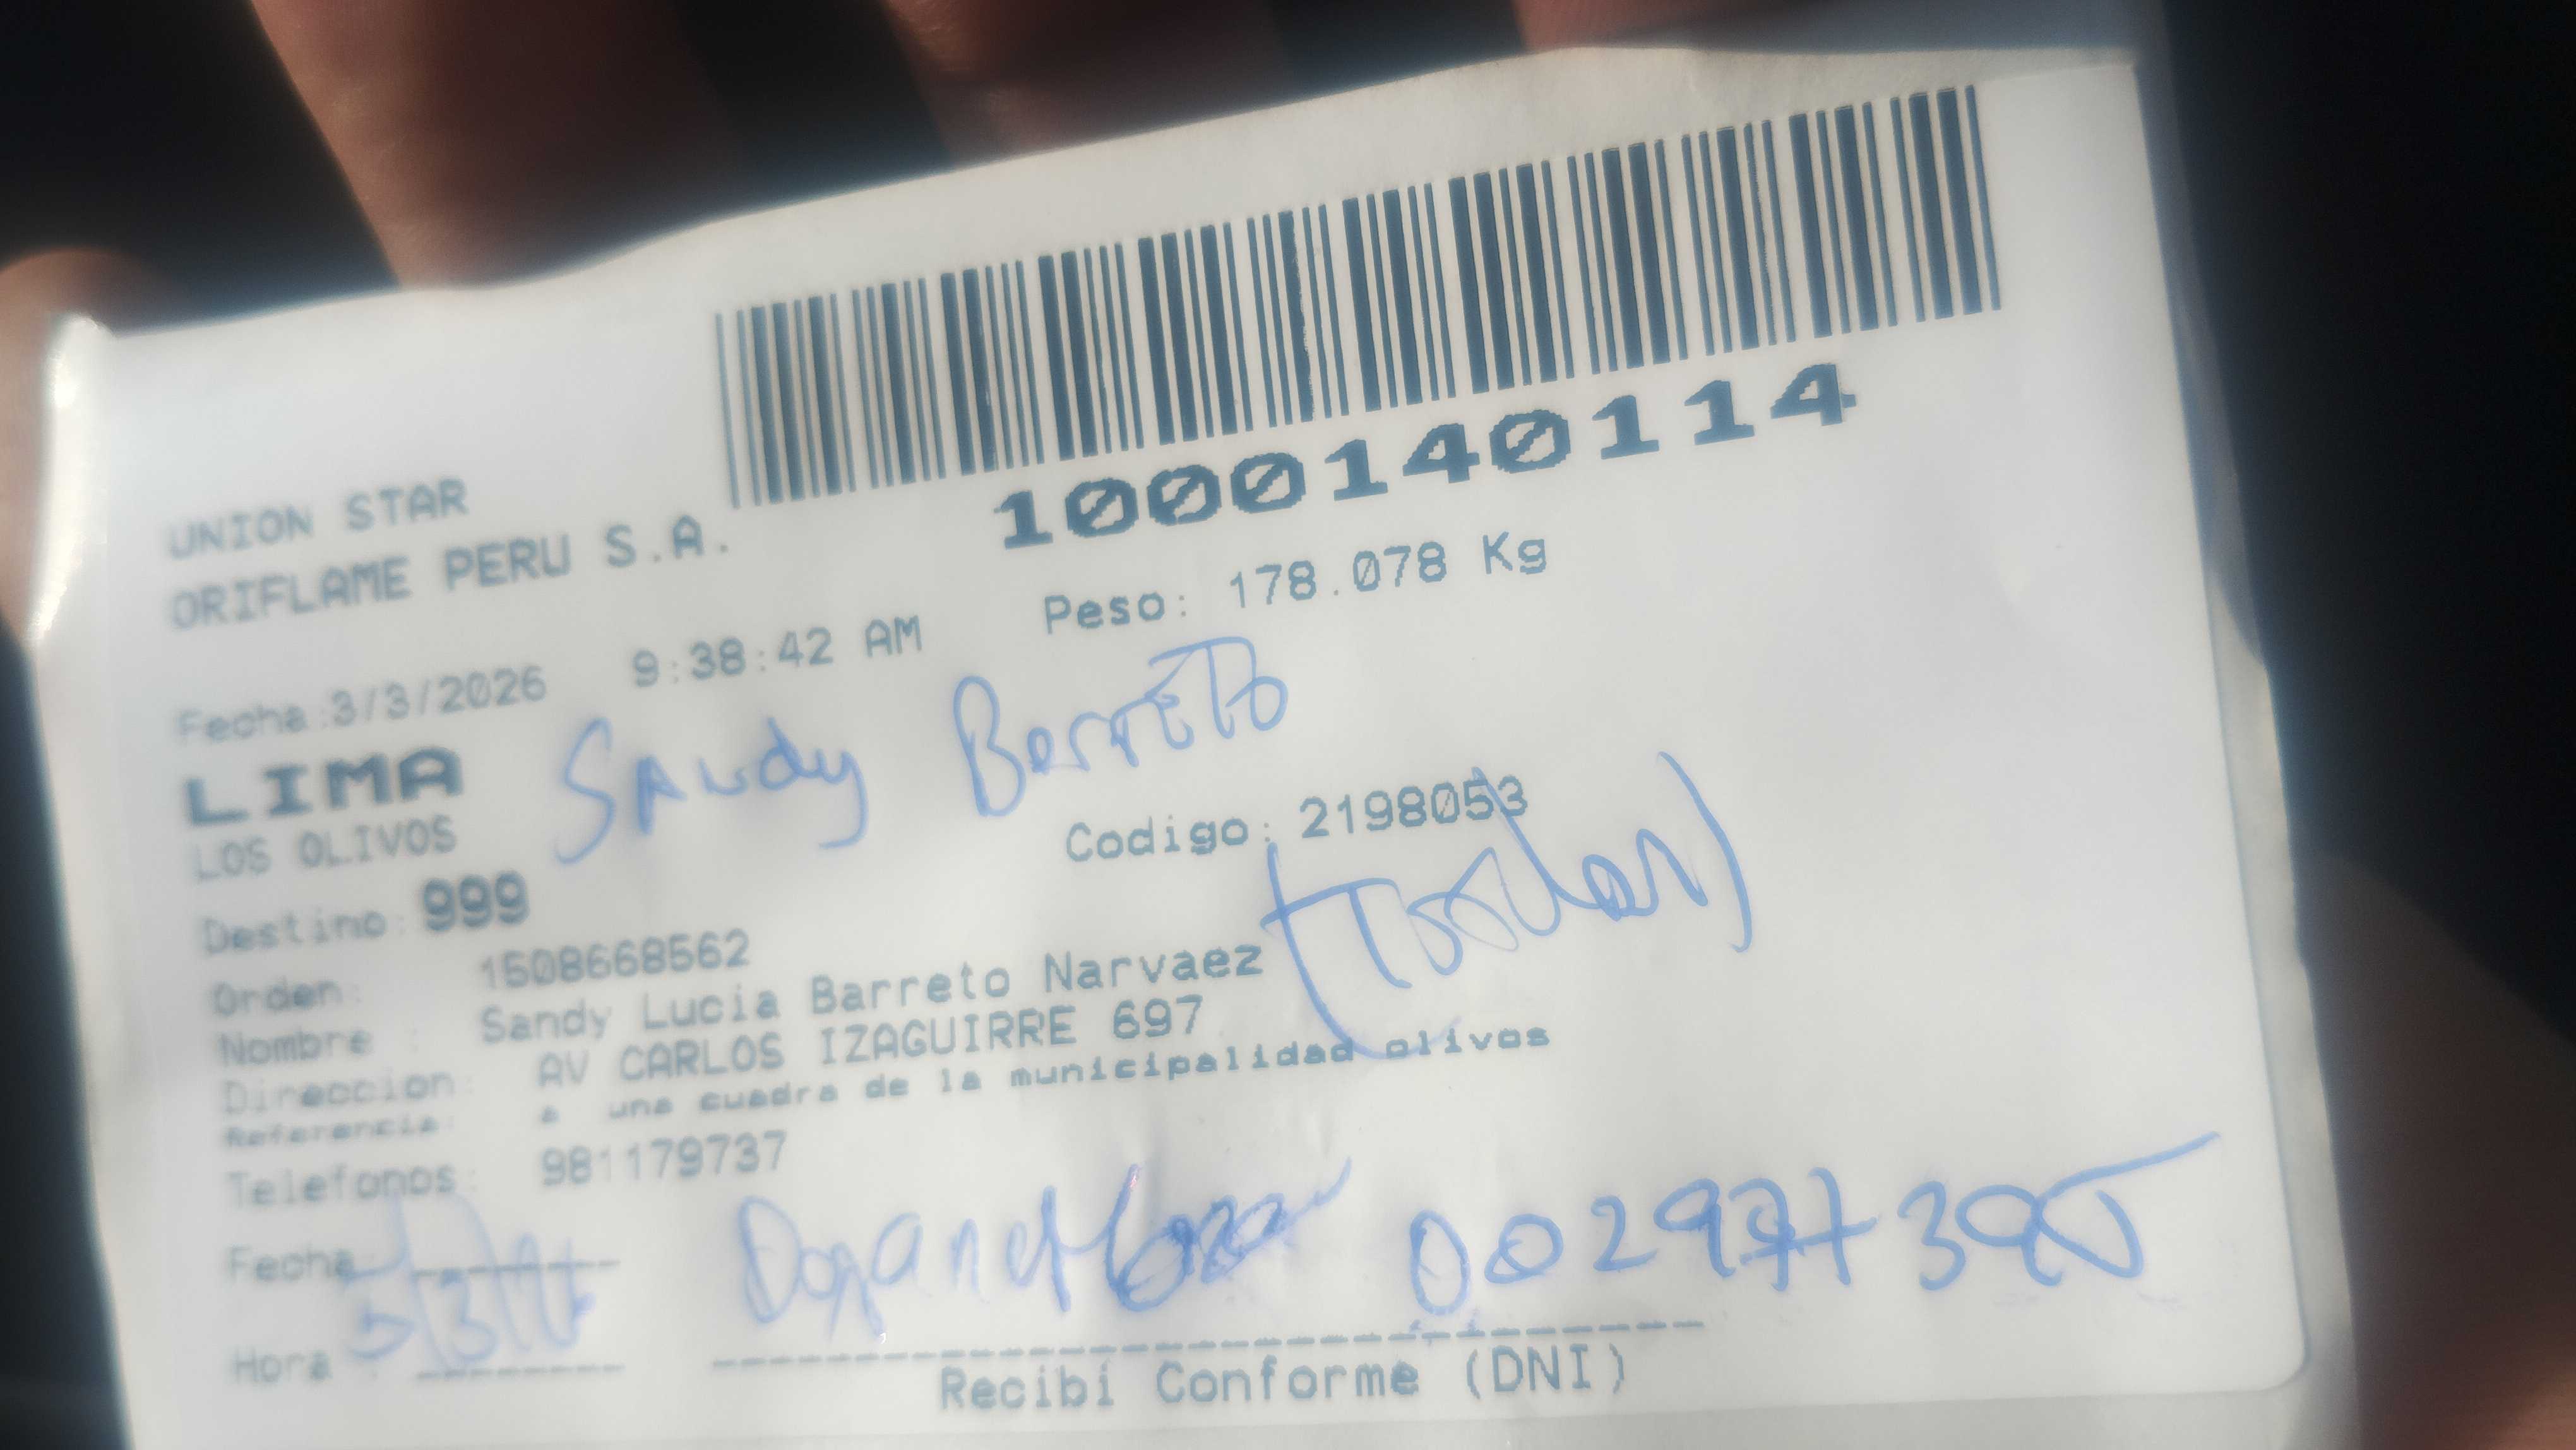 1000140114
UNION STAR
ORIFLAME PERU S.A.
Peso: 178.078 Kg
Fecha:3/3/2026 9:38:42 AM
LIMA
Sandy Barreto
LOS OLIVOS
Codigo: 2198053
Destino: 999
Orden: 1508668562
Nombre : Sandy Lucia Barreto Narvaez
Direccion: AV CARLOS IZAGUIRRE 697
Referencia: a una cuadra de la municipalidad olivos
Telefonos: 981179737
Fecha:
002977395
Hora :
Recibi Conforme (DNI)